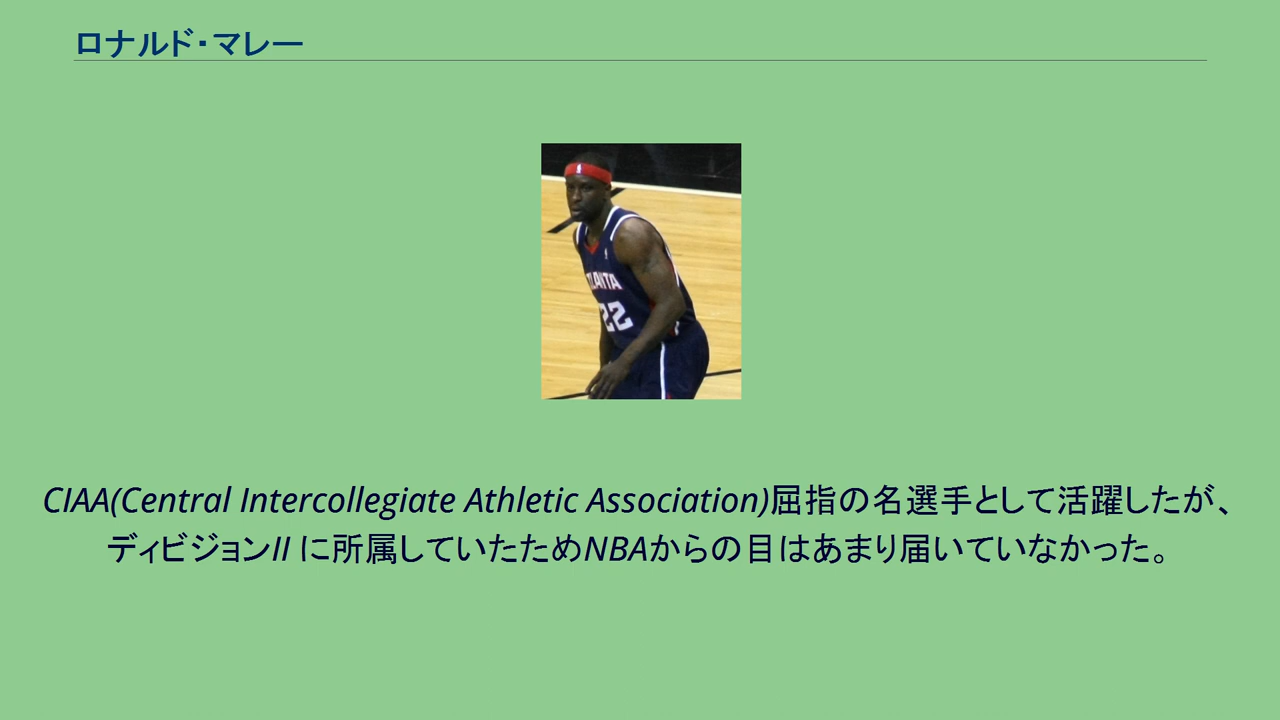 ロナルド・マレー
TLANTA
22
CIAA(Central Intercollegiate Athletic Association)屈指の名選手として活躍したが、
ディビジョンII に所属していたためNBAからの目はあまり届いていなかった。